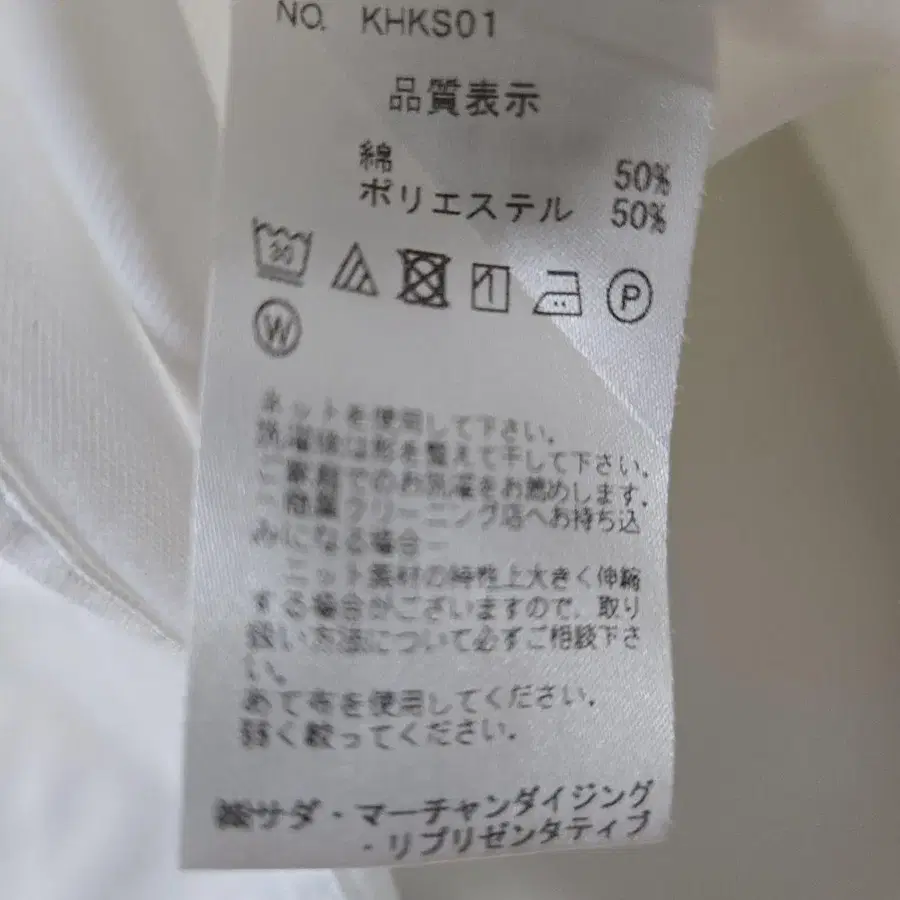 NO. KHKS01
品質表示
綿 50%
ポリエステル 50%
30
P
W
ネットを使用して下さい。
洗濯後は形を整えて干して下さい。
ご家庭でのお洗濯をお薦めします。
－商業クリーニング店へお持ち込
みになる場合－
ニット素材の特性上大きく伸縮
する場合がございますので、取り
扱い方法について必ずご相談下さ
い。
あて布を使用してください。
弱く絞ってください。
㈱サダ・マーチャンダイジング
・リプリゼンタティブ